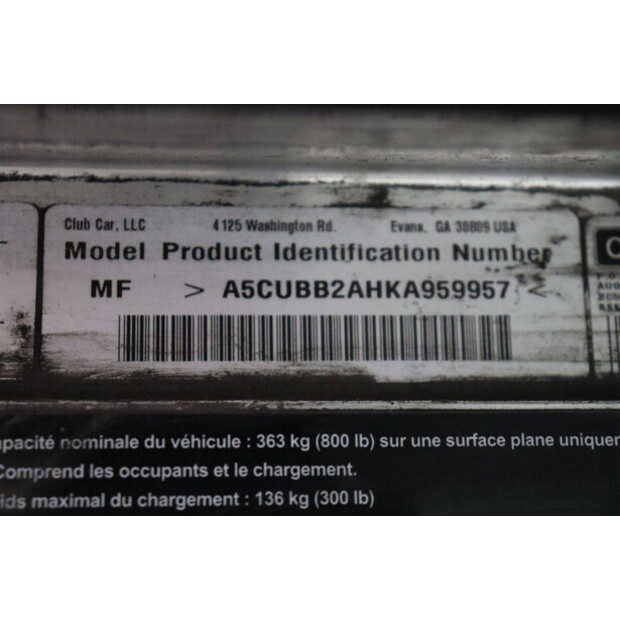 Club Car, LLC 4125 Washington Rd. Evans, GA 30809 USA
Model Product Identification Number
MF > A5CUBB2AHKA959957 <
apacité nominale du véhicule : 363 kg (800 lb) sur une surface plane unique
Comprend les occupants et le chargement.
ids maximal du chargement : 136 kg (300 lb)